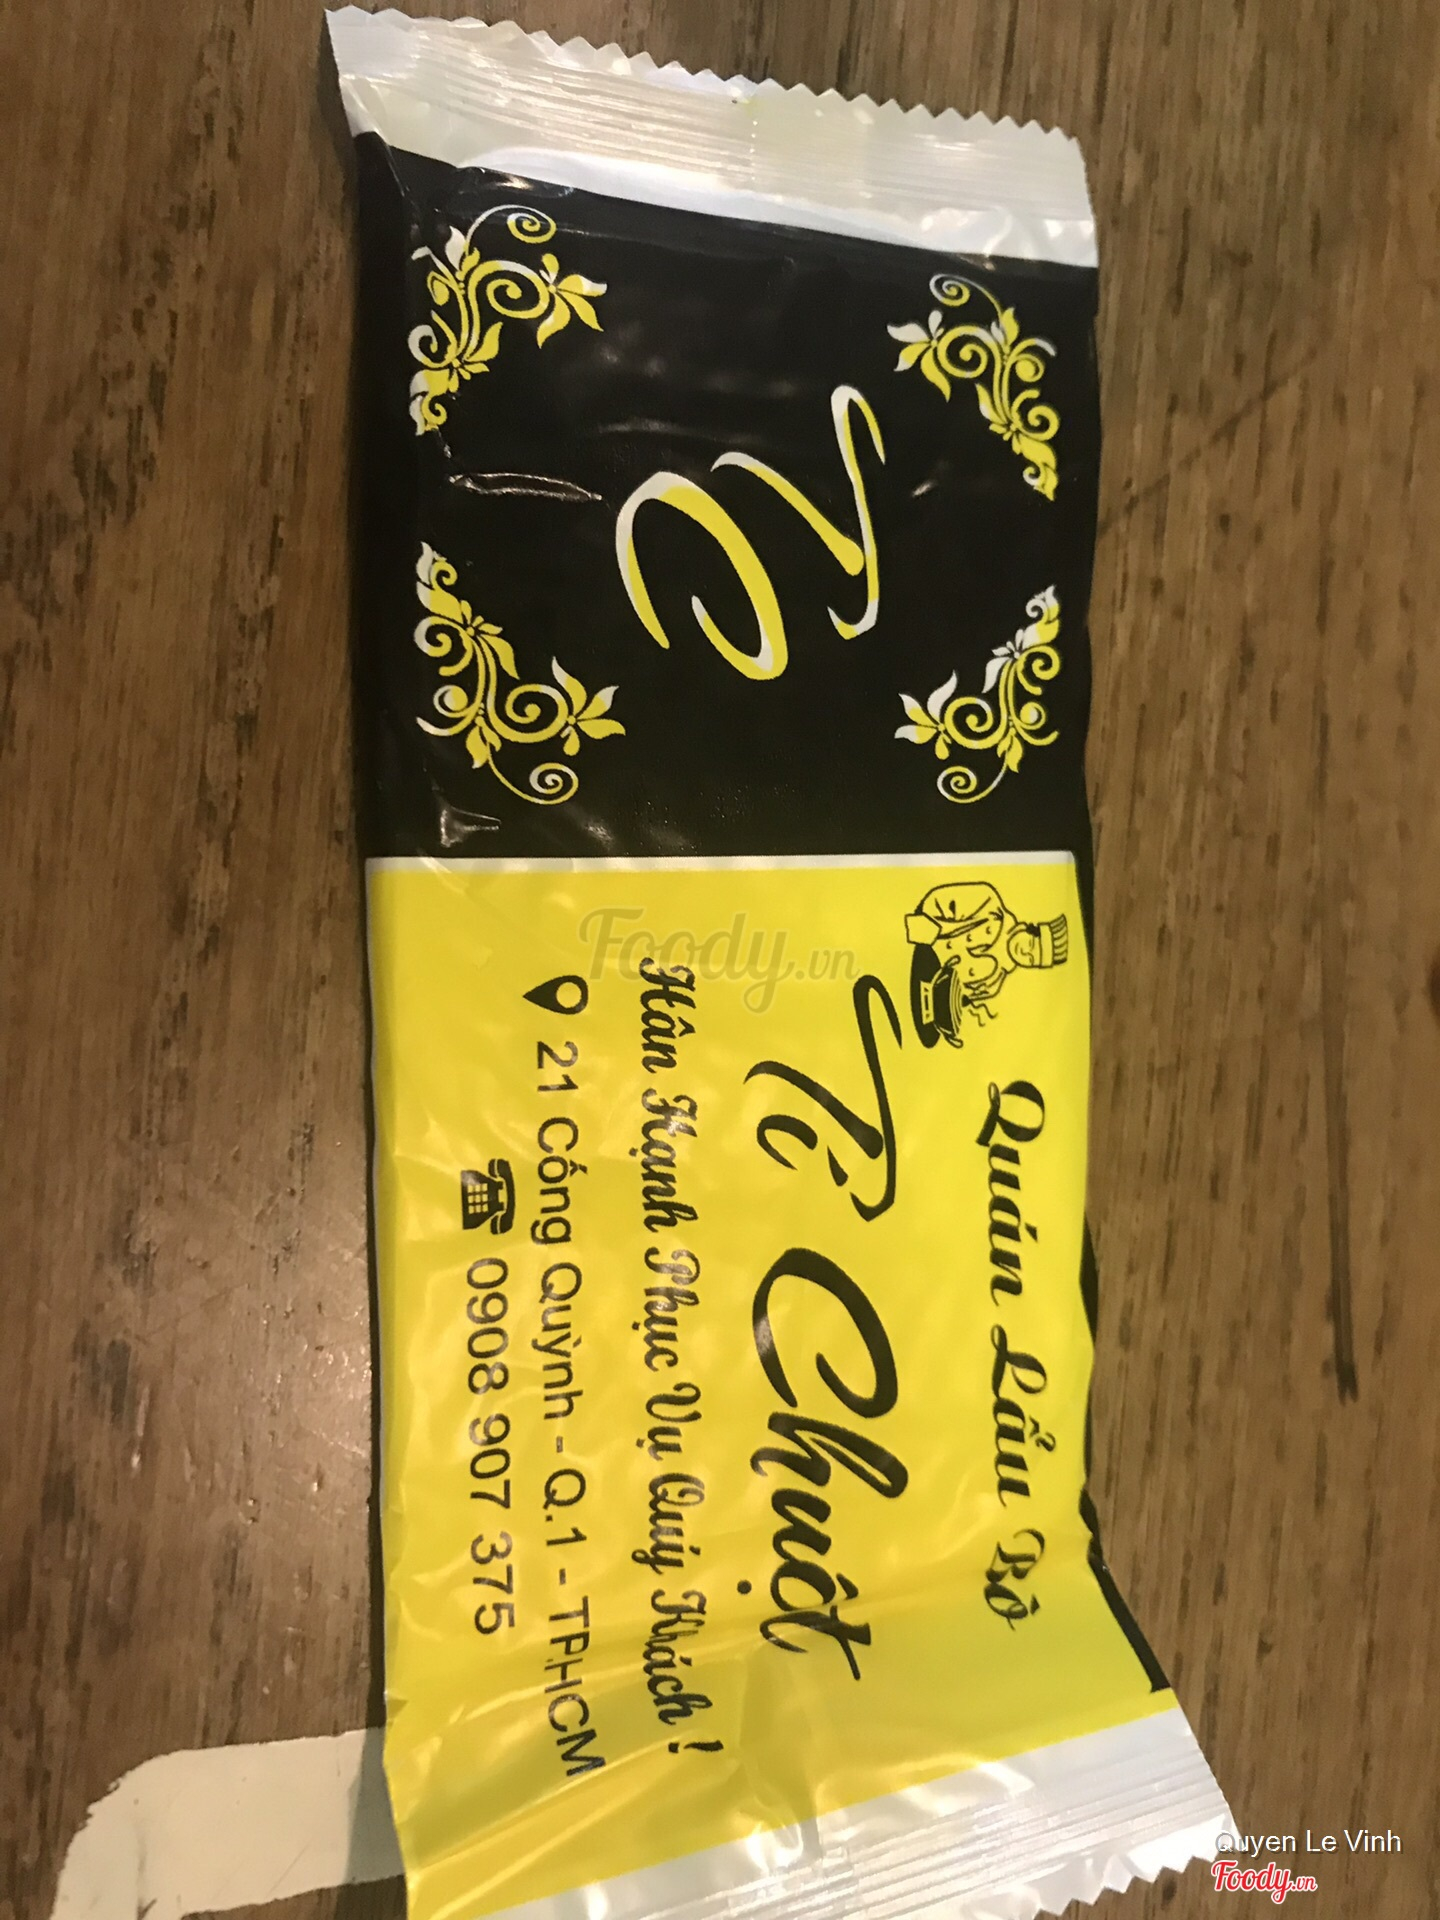 TC
Quán Lẩu Bò
Tí Chuột
Hân Hạnh Phục Vụ Quý Khách !
21 Cống Quỳnh - Q.1 - TP.HCM
0908 907 375
Foody.vn
Quyen Le Vinh
Foody.vn